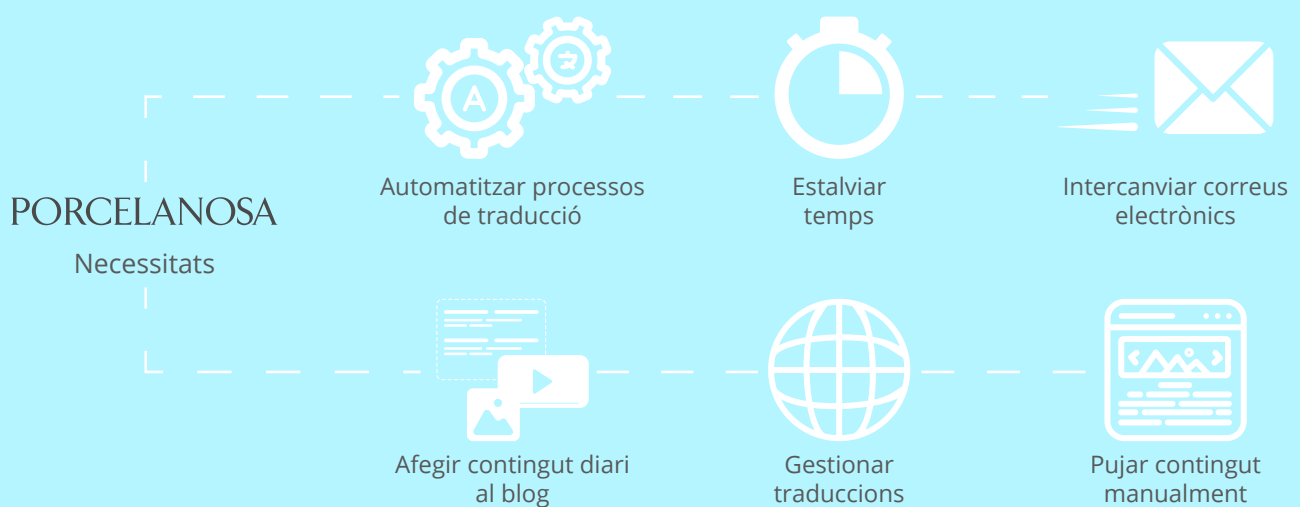 PORCELANOSA
Necessitats
A
Automatitzar processos
de traducció
Estalviar
temps
Intercanviar correus
electrònics
Afegir contingut diari
al blog
Gestionar
traduccions
Pujar contingut
manualment